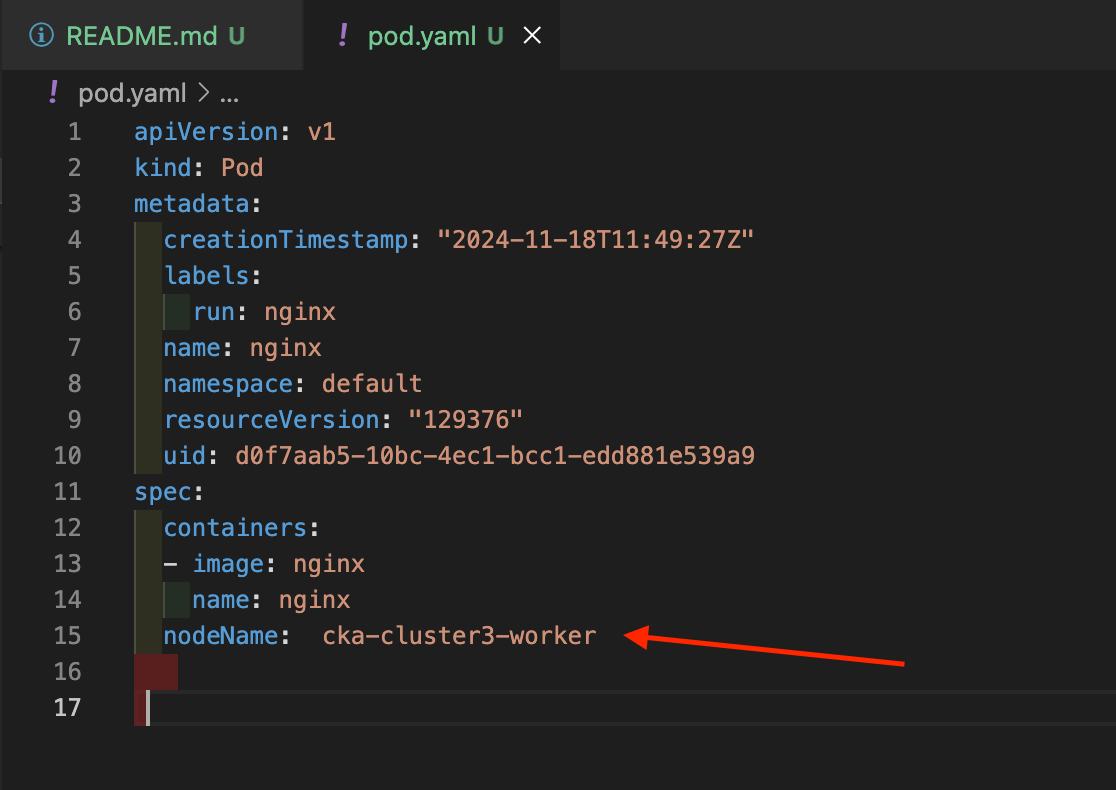 README.md U
! pod.yaml U
! pod.yaml > ...
1 apiVersion: v1
2 kind: Pod
3 metadata:
4 creationTimestamp: "2024-11-18T11:49:27Z"
5 labels:
6 run: nginx
7 name: nginx
8 namespace: default
9 resourceVersion: "129376"
10 uid: d0f7aab5-10bc-4ec1-bcc1-edd881e539a9
11 spec:
12 containers:
13 - image: nginx
14 name: nginx
15 nodeName:  cka-cluster3-worker
16
17